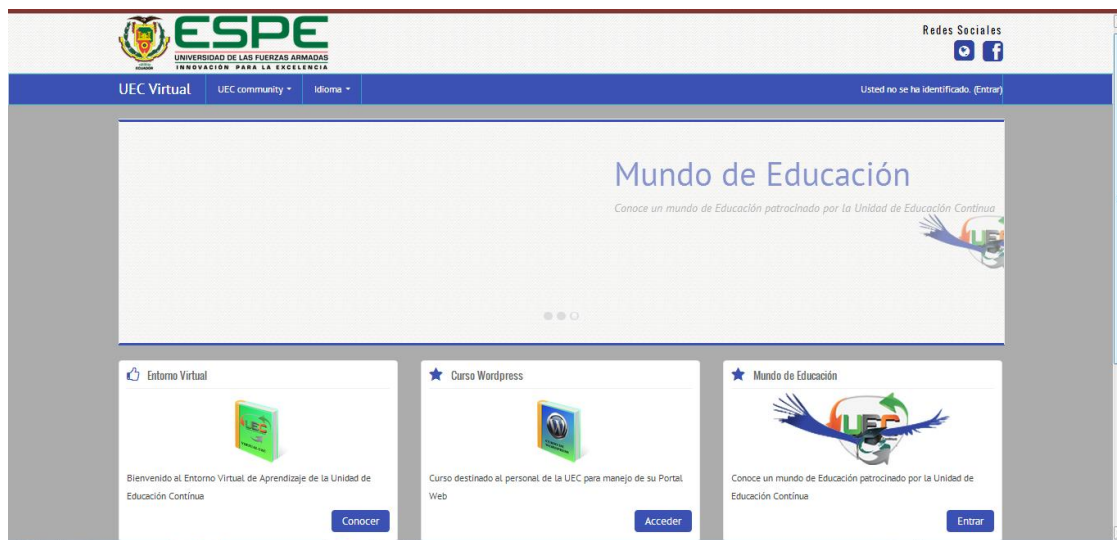 ESPE
UNIVERSIDAD DE LAS FUERZAS ARMADAS
INNOVACIÓN PARA LA EXCELENCIA
Redes Sociales
UEC Virtual
UEC community
Idioma
Usted no se ha identificado. (Entrar)
Mundo de Educación
Conoce un mundo de Educación patrocinado por la Unidad de Educación Continua
UEC
Entorno Virtual
Curso Wordpress
Mundo de Educación
UEC
UEC
Bienvenido al Entorno Virtual de Aprendizaje de la Unidad de
Educación Contínua
Curso destinado al personal de la UEC para manejo de su Portal
Web
Conoce un mundo de Educación patrocinado por la Unidad de
Educación Contínua
Conocer
Acceder
Entrar